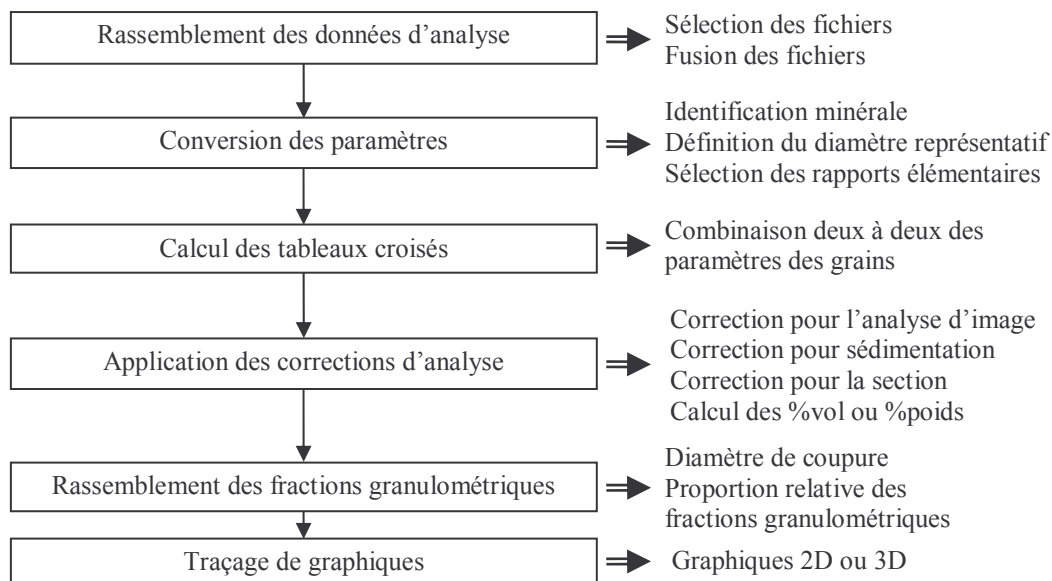 Rassemblement des données d’analyse
Sélection des fichiers
Fusion des fichiers
Conversion des paramètres
Identification minérale
Définition du diamètre représentatif
Sélection des rapports élémentaires
Calcul des tableaux croisés
Combinaison deux à deux des
paramètres des grains
Application des corrections d’analyse
Correction pour l’analyse d’image
Correction pour sédimentation
Correction pour la section
Calcul des %vol ou %poids
Rassemblement des fractions granulométriques
Diamètre de coupure
Proportion relative des
fractions granulométriques
Traçage de graphiques
Graphiques 2D ou 3D